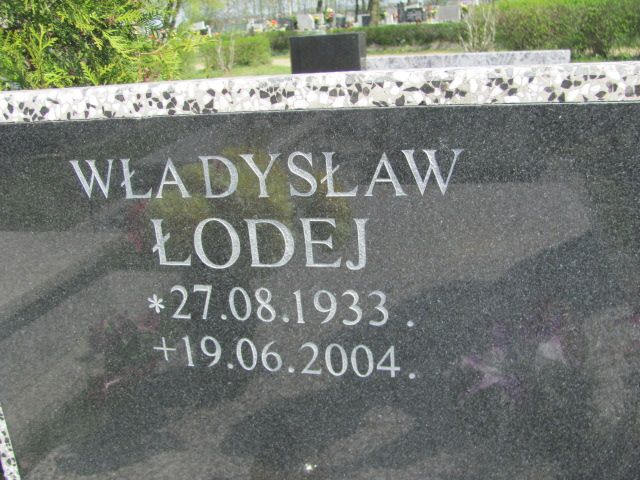 WŁADYSŁAW
ŁODEJ
*27.08.1933.
+19.06.2004.